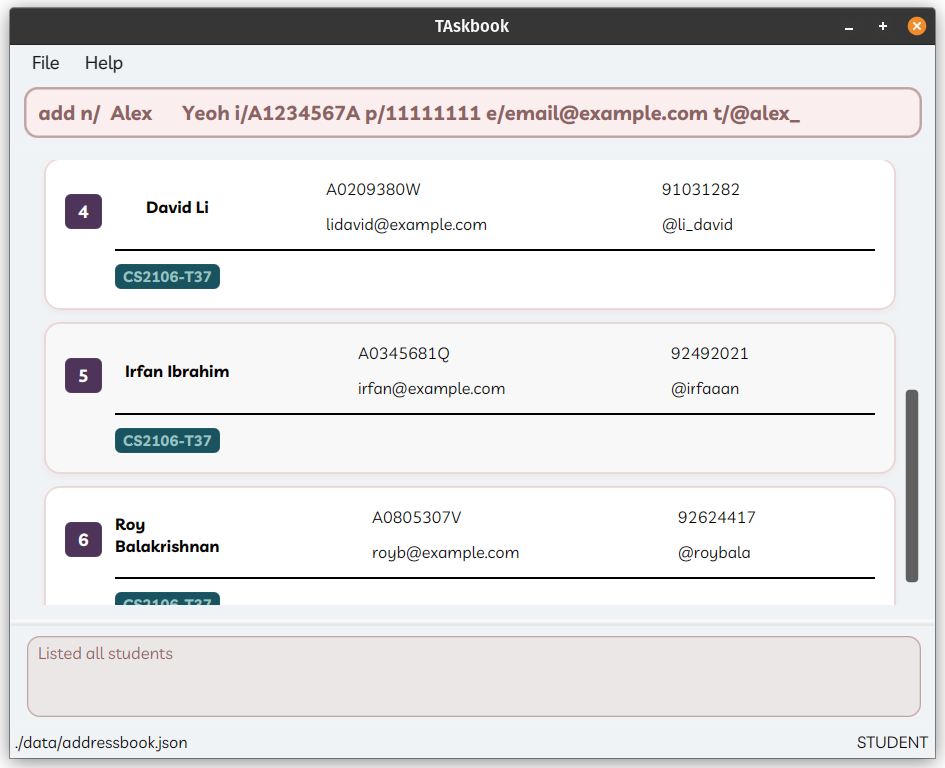 TAskbook
File Help
add n/  Alex      Yeoh i/A1234567A p/11111111 e/email@example.com t/@alex_
4 David Li A0209380W 91031282
lidavid@example.com @li_david
CS2106-T37
5 Irfan Ibrahim A0345681Q 92492021
irfan@example.com @irfaaan
CS2106-T37
6 Roy Balakrishnan A0805307V 92624417
royb@example.com @roybala
CS2106-T37
Listed all students
./data/addressbook.json STUDENT